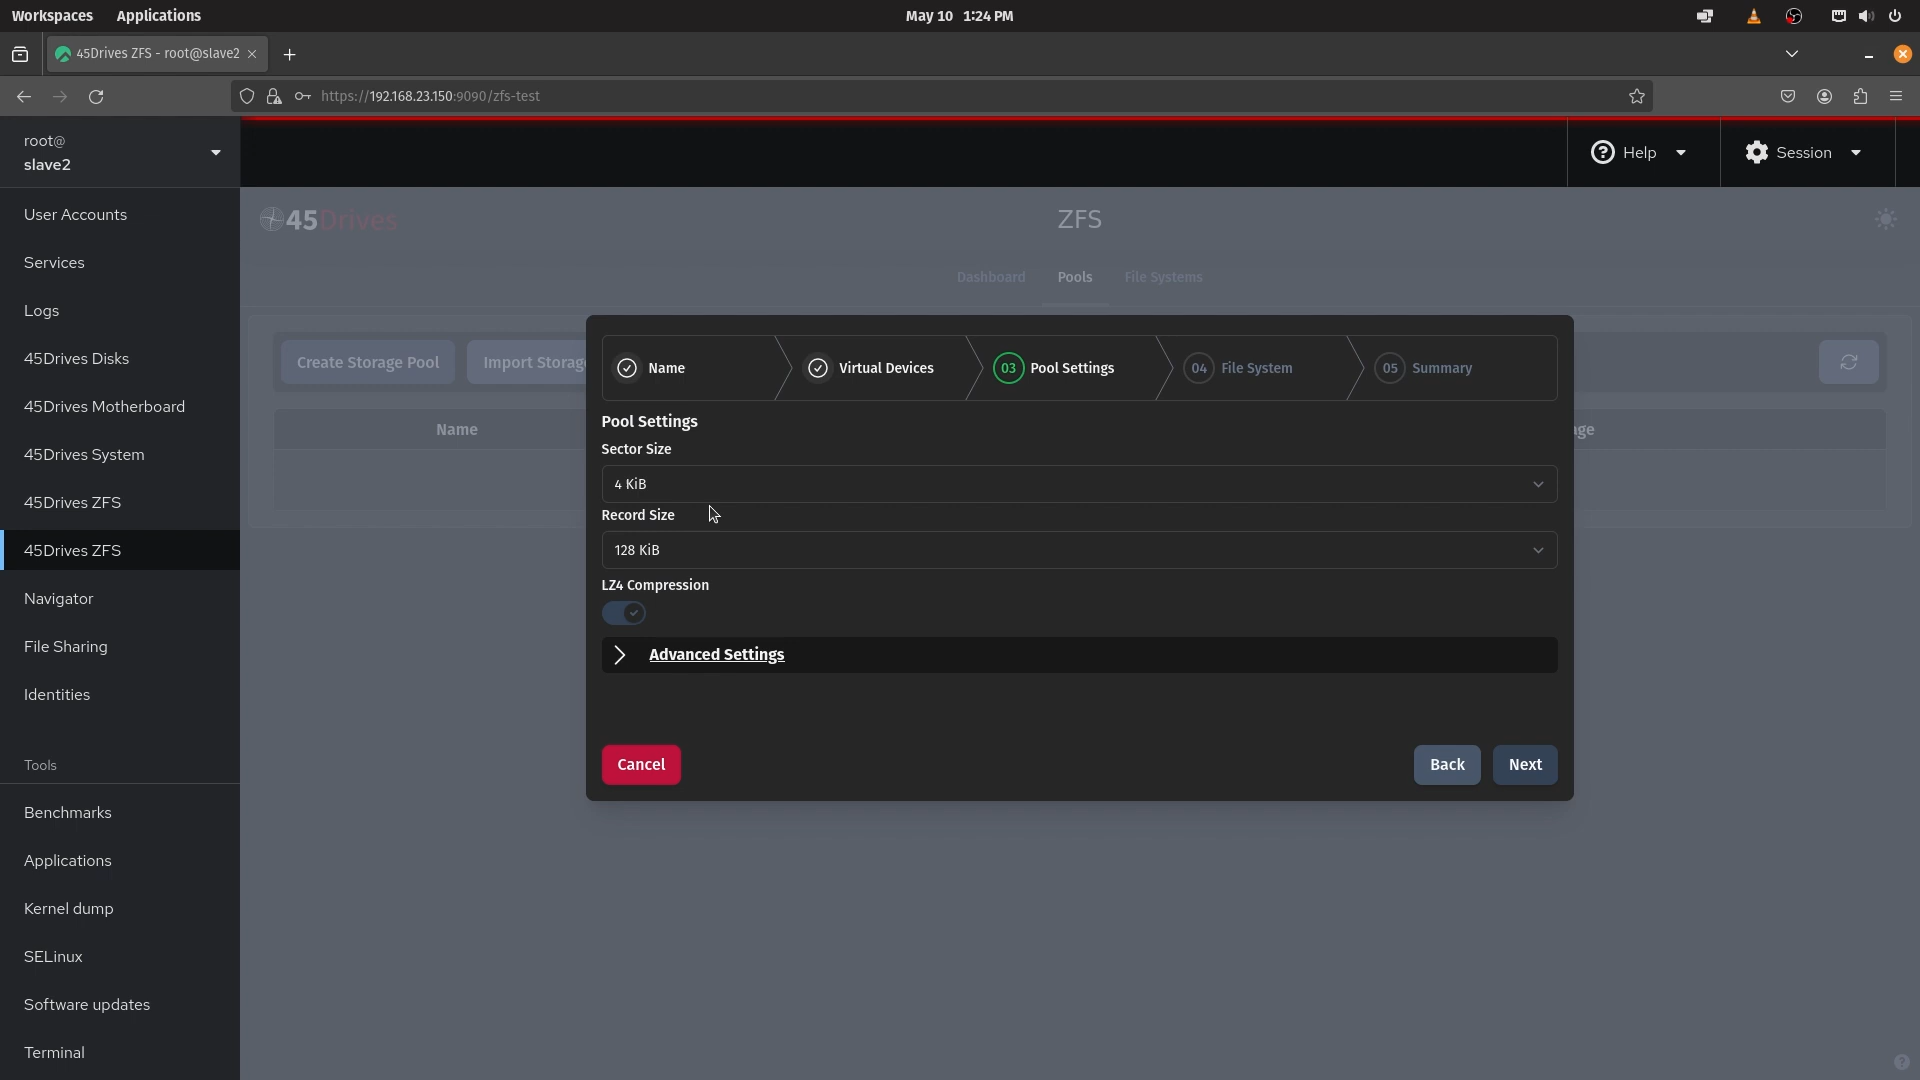 Workspaces Applications May 10 1:24 PM
45Drives ZFS - root@slave2
https://192.168.23.150:9090/zfs-test
root@
slave2
Help
Session
User Accounts
Services
Logs
45Drives Disks
45Drives Motherboard
45Drives System
45Drives ZFS
45Drives ZFS
Navigator
File Sharing
Identities
Tools
Benchmarks
Applications
Kernel dump
SELinux
Software updates
Terminal
45Drives
ZFS
Dashboard Pools File Systems
Create Storage Pool Import Storag
Name
Name Virtual Devices 03 Pool Settings 04 File System 05 Summary
Pool Settings
Sector Size
4 KiB
Record Size
128 KiB
LZ4 Compression
Advanced Settings
Cancel Back Next